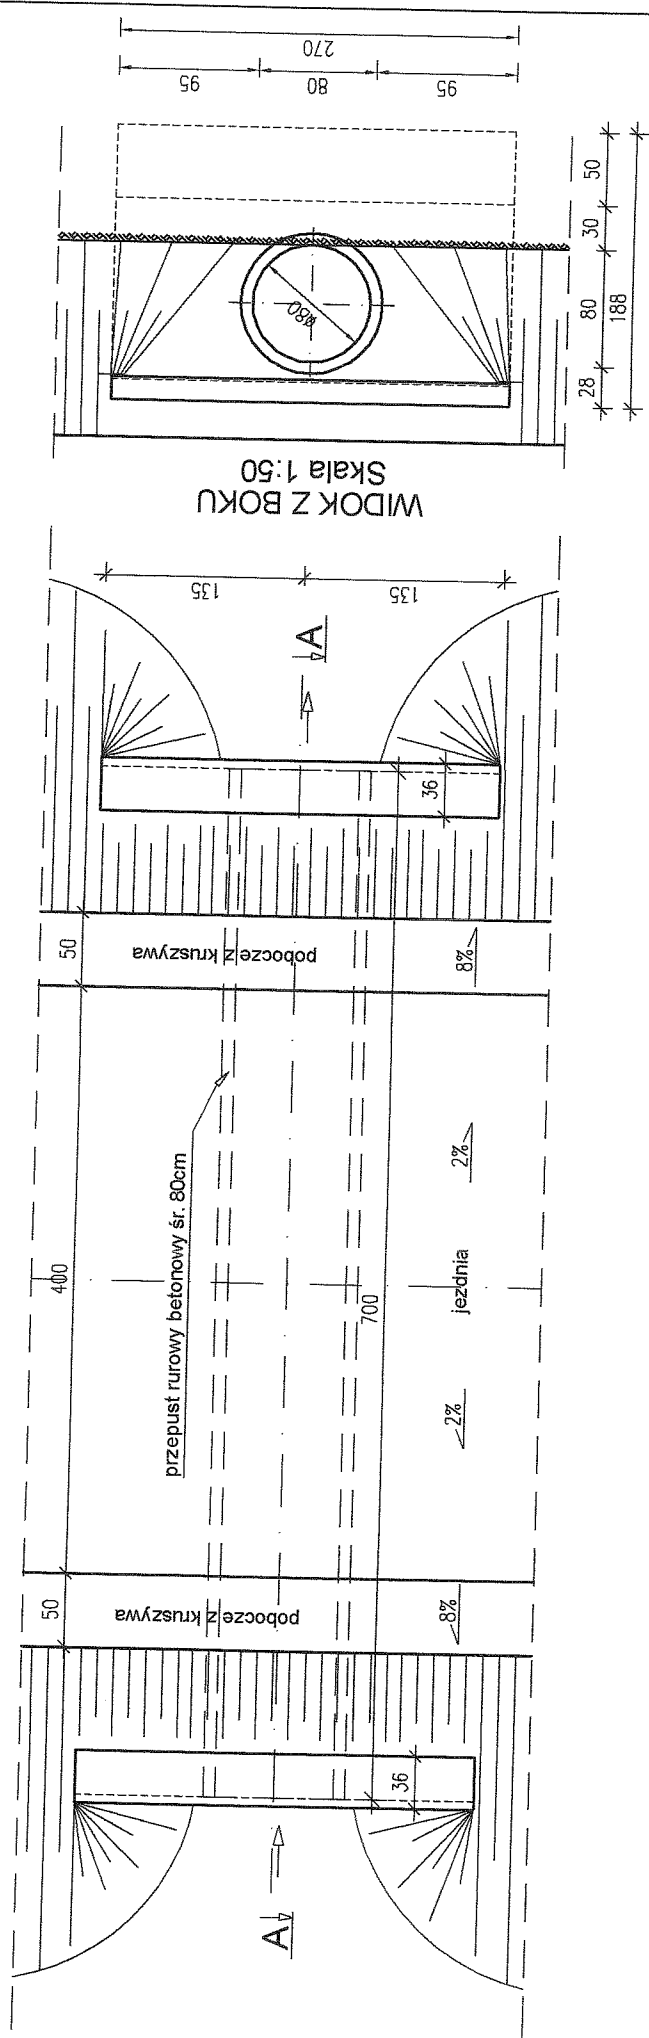 270
95
80
95
ø80
50
30
80
28
188
WIDOK Z BOKU
Skala 1:50
135
135
A
36
50
pobocze z kruszywa
8%
400
przepust rurowy betonowy śr. 80cm
2%
700
jezdnia
2%
50
pobocze z kruszywa
8%
36
A